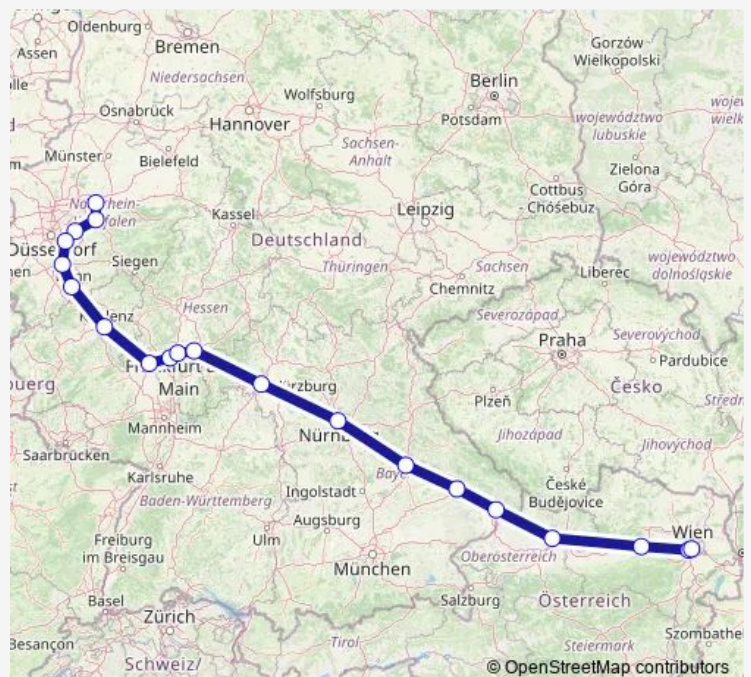 Oldenburg
Bremen
Assen
Gorzów
Wielkopolski
Niedersachsen
Berlin
Wolfsburg
Osnabrück
Hannover
Potsdam
województwo
lubuskie
Münster
Bielefeld
Sachsen-
Anhalt
Zielona
Góra
Cottbus
- Chóśebuz
Kassel
Leipzig
Deutschland
Siegen
Thüringen
Sachsen
Chemnitz
Liberec
województwo
dolnośląskie
Hessen
Severozápad
Praha
Severovýchod
Pardubice
Main
Česko
Mannheim
Plzeň
Jihozápad
Jihovýchod
Saarbrücken
Karlsruhe
Ingolstadt
České
Budějovice
Baden-Württemberg
Augsburg
Wien
Freiburg
im Breisgau
Ulm
München
Oberösterreich
Basel
Salzburg
Österreich
Zürich
Besançon
Tirol
Szombathe
Steiermark
Schweiz/
© OpenStreetMap contributors